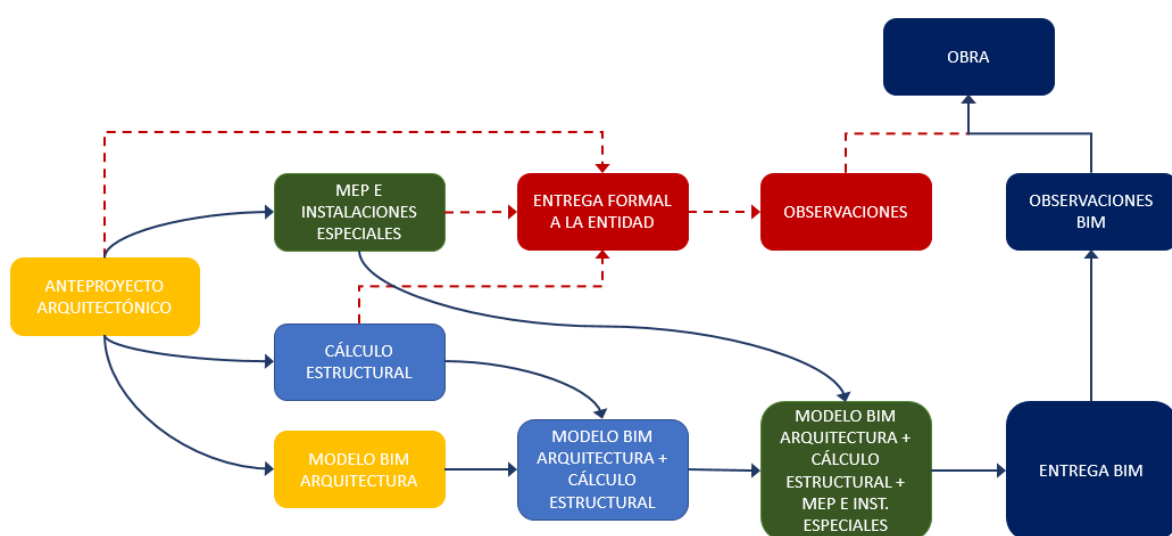 OBRA
MEP E
INSTALACIONES
ESPECIALES
ENTREGA FORMAL
A LA ENTIDAD
OBSERVACIONES
OBSERVACIONES
BIM
ANTEPROYECTO
ARQUITECTÓNICO
CÁLCULO
ESTRUCTURAL
MODELO BIM
ARQUITECTURA
MODELO BIM
ARQUITECTURA +
CÁLCULO
ESTRUCTURAL
MODELO BIM
ARQUITECTURA +
CÁLCULO
ESTRUCTURAL +
MEP E INST.
ESPECIALES
ENTREGA BIM